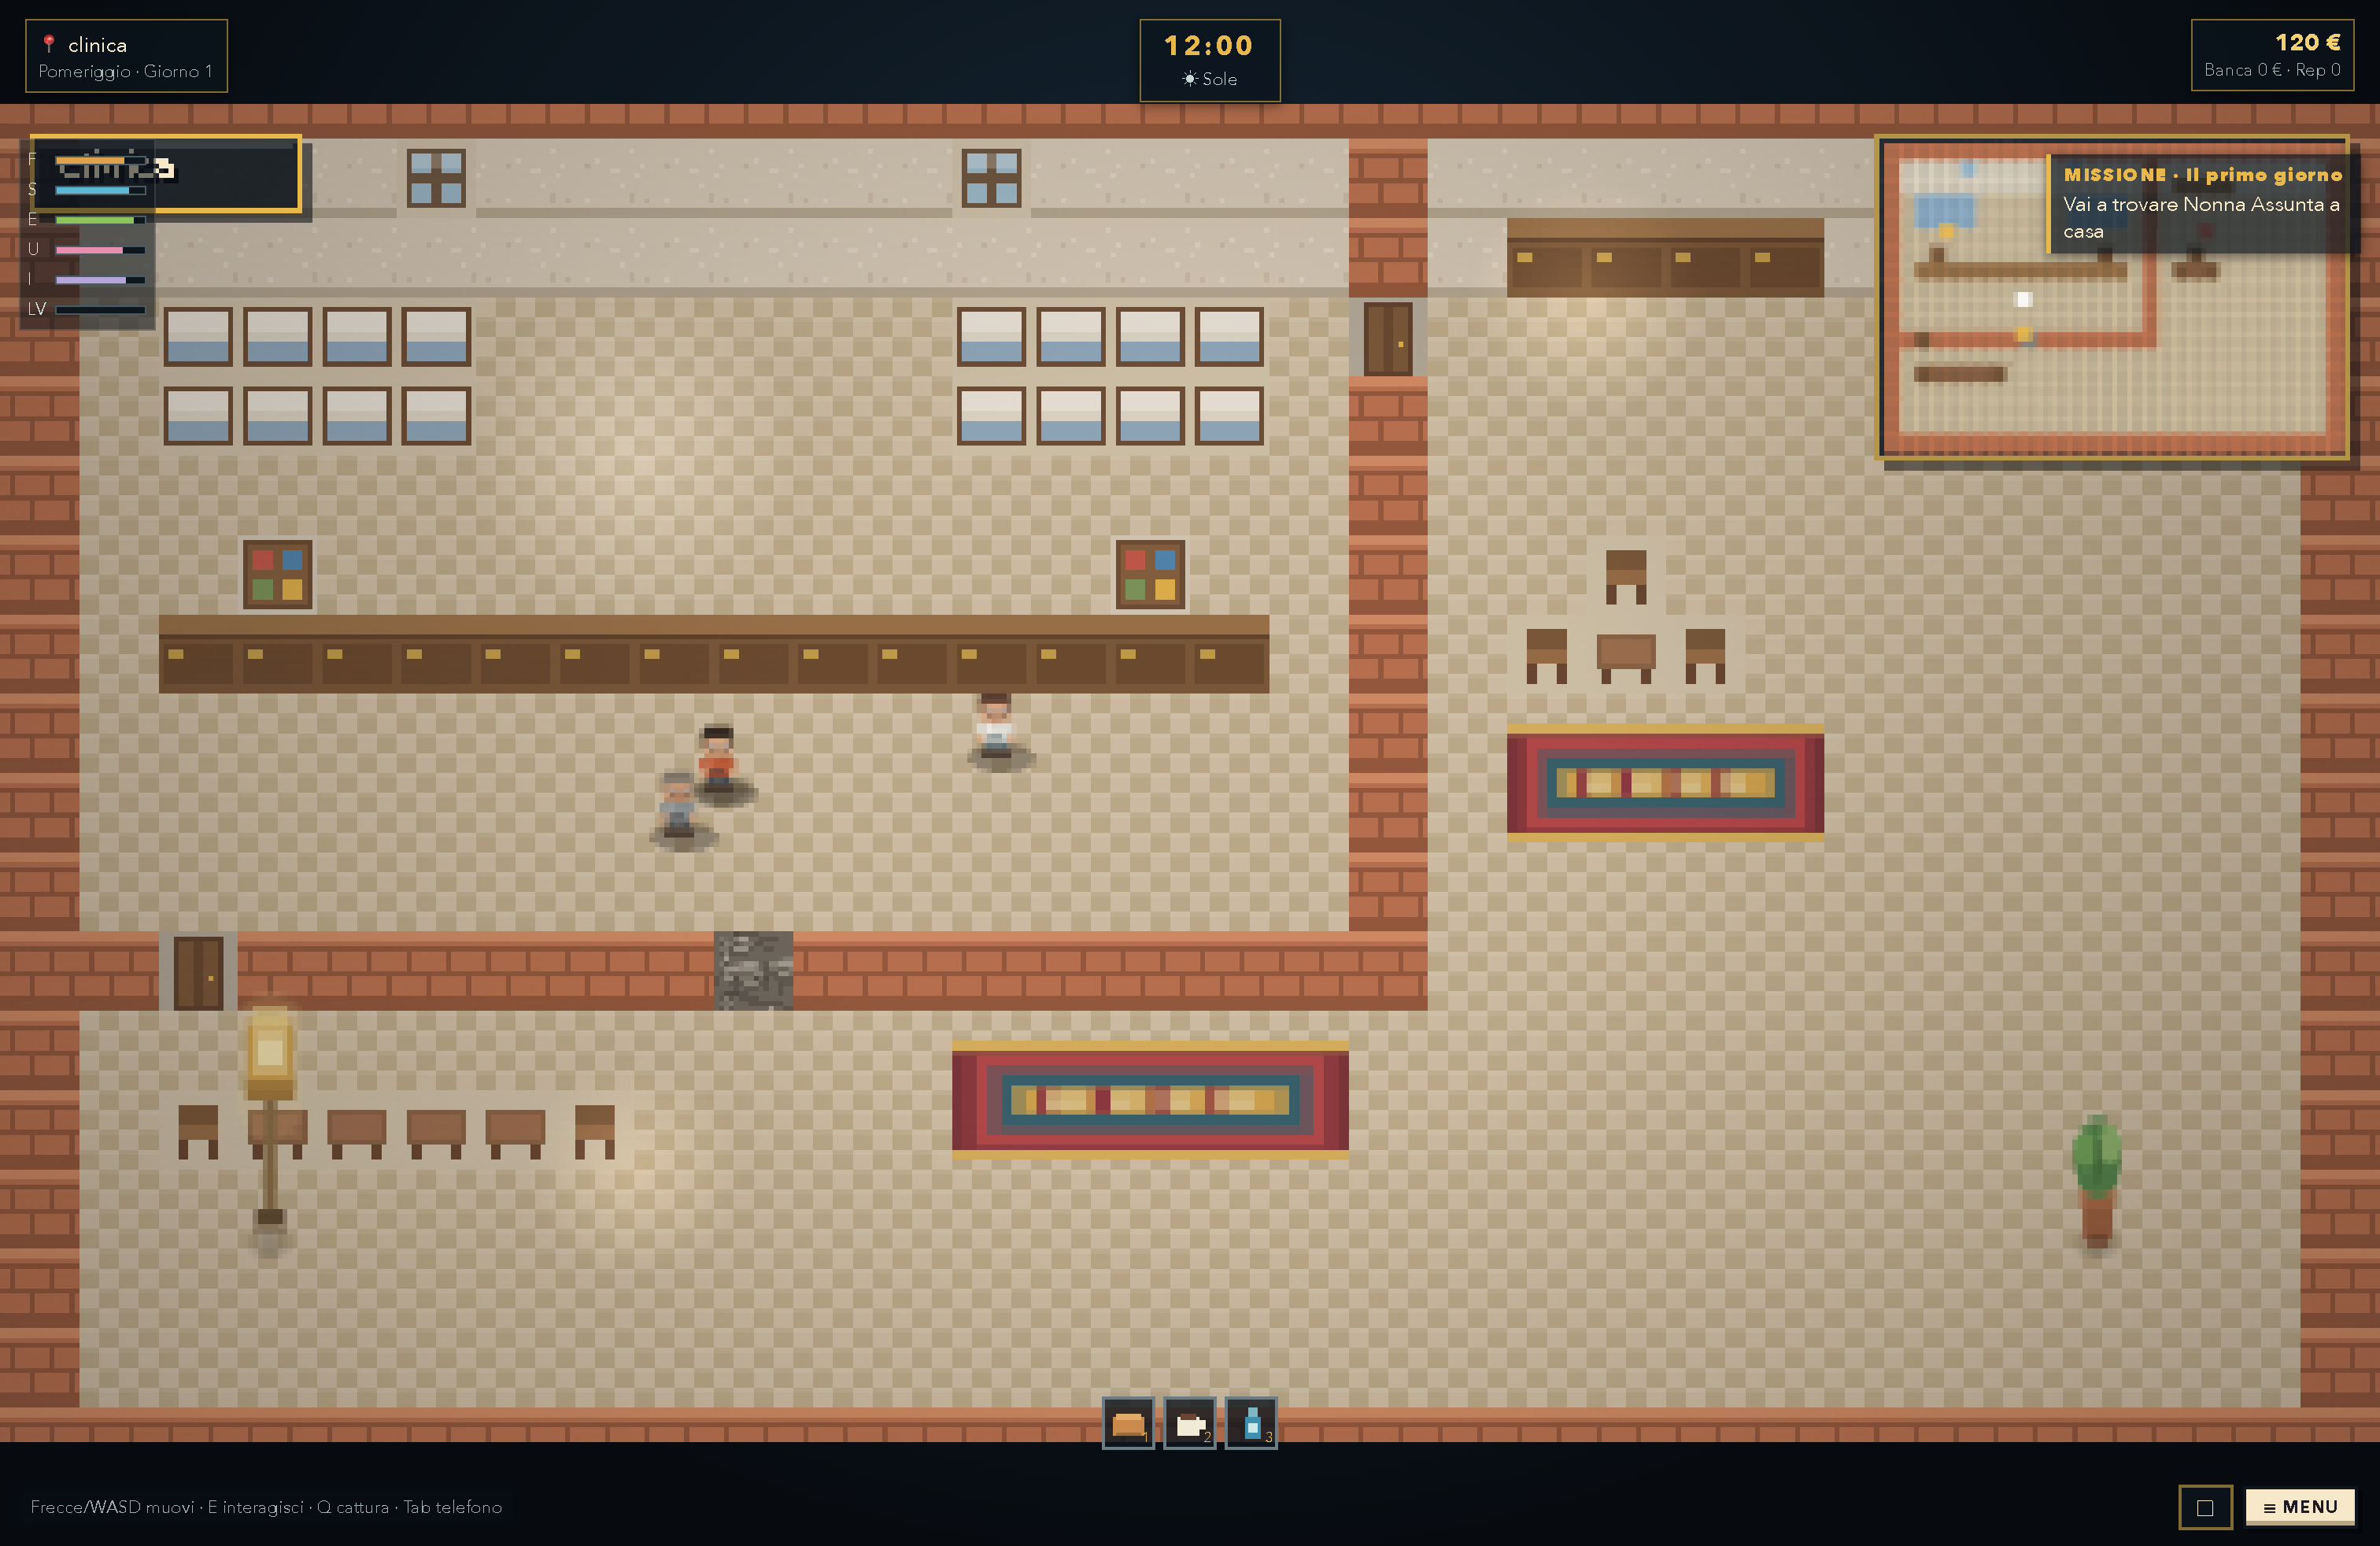 clinica
Pomeriggio · Giorno 1
12:00
Sole
120 €
Banca 0 € · Rep 0
F
S
E
U
I
LV
MISSIONE · Il primo giorno
Vai a trovare Nonna Assunta a
casa
1
2
3
Frecce/WASD muovi · E interagisci · Q cattura · Tab telefono
≡ MENU